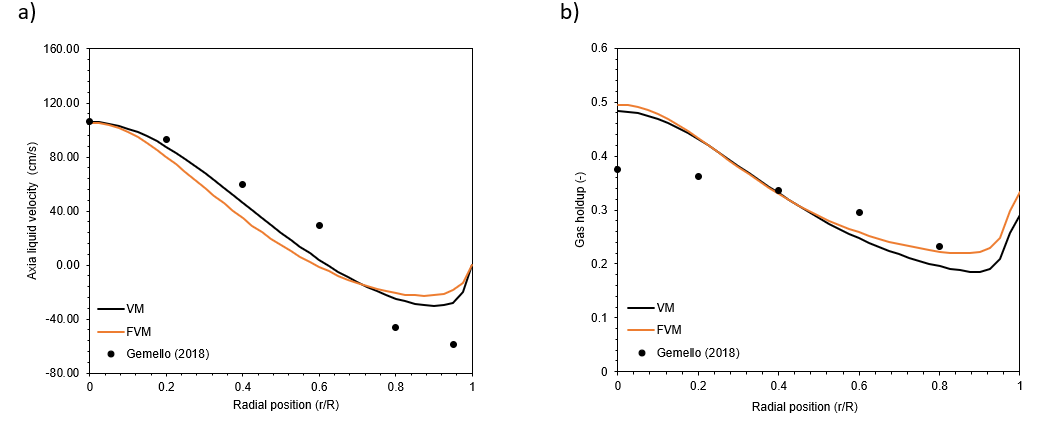 a)
160.00
120.00
80.00
40.00
0.00
-40.00
-80.00
Axia liquid velocity (cm/s)
VM
FVM
Gemello (2018)
0 0.2 0.4 0.6 0.8 1
Radial position (r/R)
b)
0.6
0.5
0.4
0.3
0.2
0.1
0
Gas holdup (-)
VM
FVM
Gemello (2018)
0 0.2 0.4 0.6 0.8 1
Radial position (r/R)